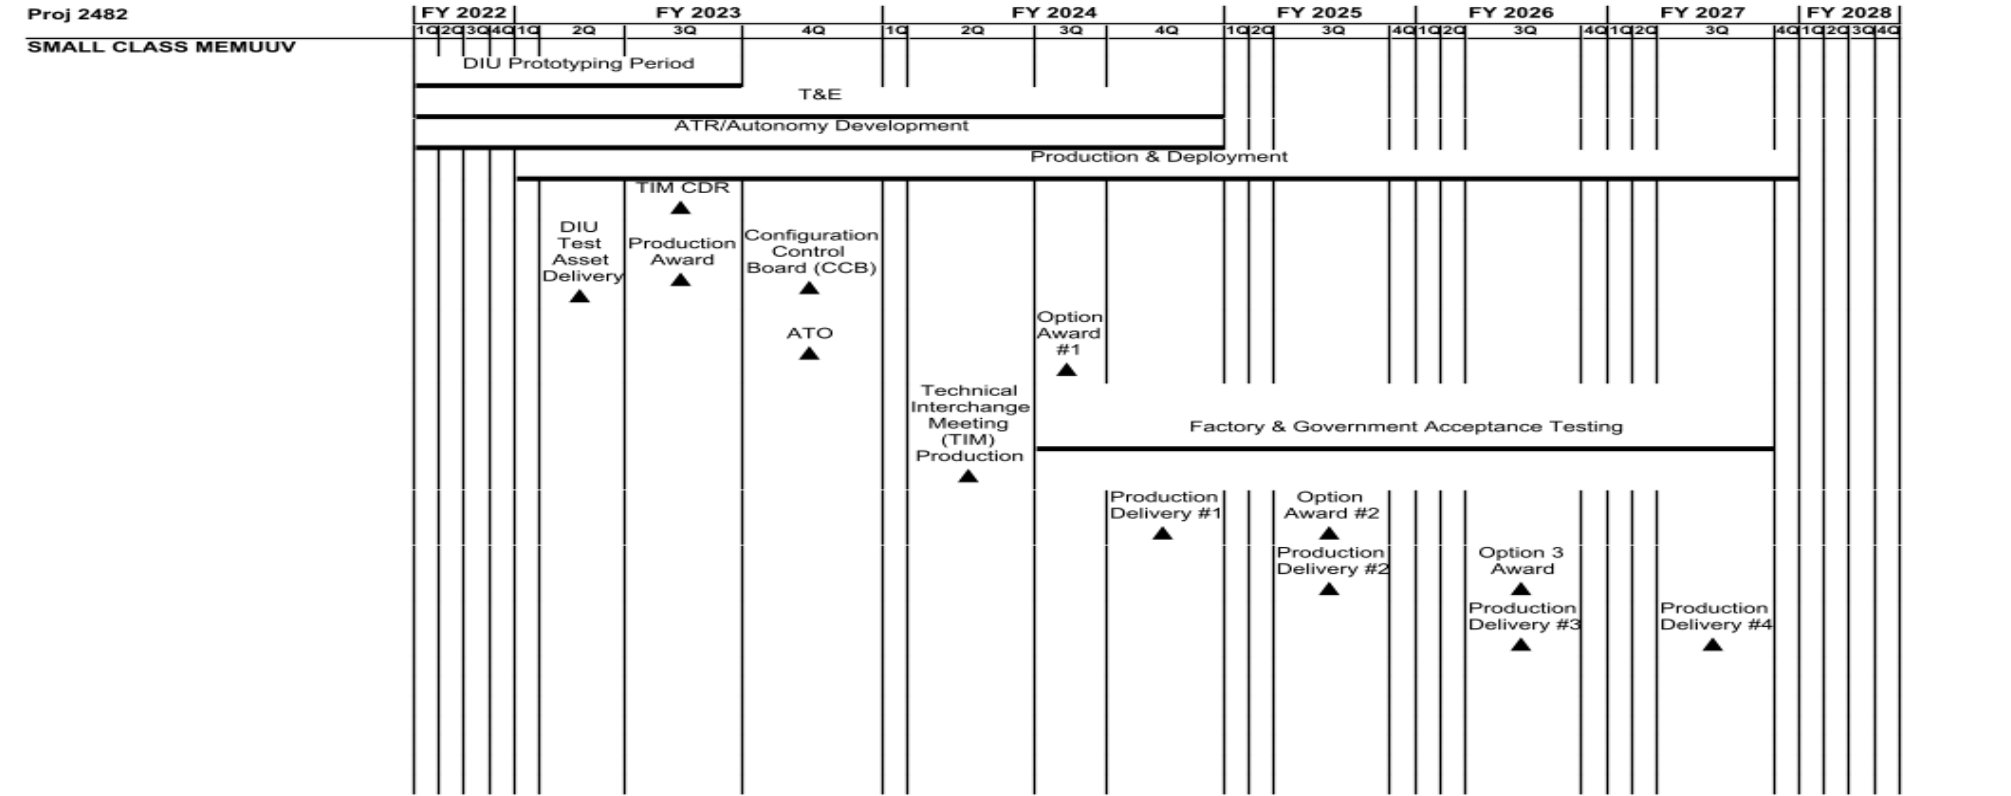 Proj 2482
FY 2022 FY 2023 FY 2024 FY 2025 FY 2026 FY 2027 FY 2028
1Q 2Q 3Q 4Q 1Q 2Q 3Q 4Q 1Q 2Q 3Q 4Q 1Q 2Q 3Q 4Q 1Q 2Q 3Q 4Q 1Q 2Q 3Q 4Q 1Q 2Q 3Q 4Q
SMALL CLASS MEMUUV
DIU Prototyping Period
T&E
ATR/Autonomy Development
Production & Deployment
TIM CDR
DIU
Test
Asset
Delivery
Production
Award
Configuration
Control
Board (CCB)
ATO
Option
Award
#1
Technical
Interchange
Meeting
(TIM)
Production
Factory & Government Acceptance Testing
Production
Delivery #1
Option
Award #2
Production
Delivery #2
Option 3
Award
Production
Delivery #3
Production
Delivery #4